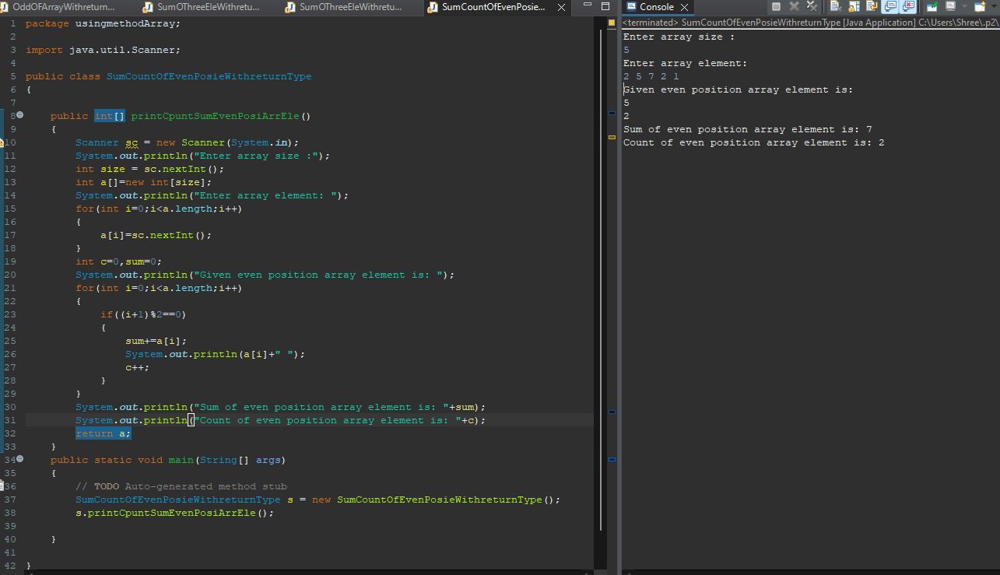 OddOFArrayWithreturn... SumOThreeEleWithretu... SumOThreeEleWithretu... SumCountOfEvenPosie...
1 package usingmethodArray;
2
3 import java.util.Scanner;
4
5 public class SumCountOfEvenPosieWithreturnType
6 {
7
8 public int[] printCpuntSumEvenPosiArrEle()
9 {
10 Scanner sc = new Scanner(System.in);
11 System.out.println("Enter array size :");
12 int size = sc.nextInt();
13 int a[]=new int[size];
14 System.out.println("Enter array element: ");
15 for(int i=0;i<a.length;i++)
16 {
17 a[i]=sc.nextInt();
18 }
19 int c=0,sum=0;
20 System.out.println("Given even position array element is: ");
21 for(int i=0;i<a.length;i++)
22 {
23 if((i+1)%2==0)
24 {
25 sum+=a[i];
26 System.out.println(a[i]+" ");
27 c++;
28 }
29 }
30 System.out.println("Sum of even position array element is: "+sum);
31 System.out.println("Count of even position array element is: "+c);
32 return a;
33 }
34 public static void main(String[] args)
35 {
36 // TODO Auto-generated method stub
37 SumCountOfEvenPosieWithreturnType s = new SumCountOfEvenPosieWithreturnType();
38 s.printCpuntSumEvenPosiArrEle();
39
40 }
41
42 }
Console
<terminated> SumCountOfEvenPosieWithreturnType [Java Application] C:\Users\Shree\.p2\
Enter array size :
5
Enter array element:
2 5 7 2 1
Given even position array element is:
5
2
Sum of even position array element is: 7
Count of even position array element is: 2